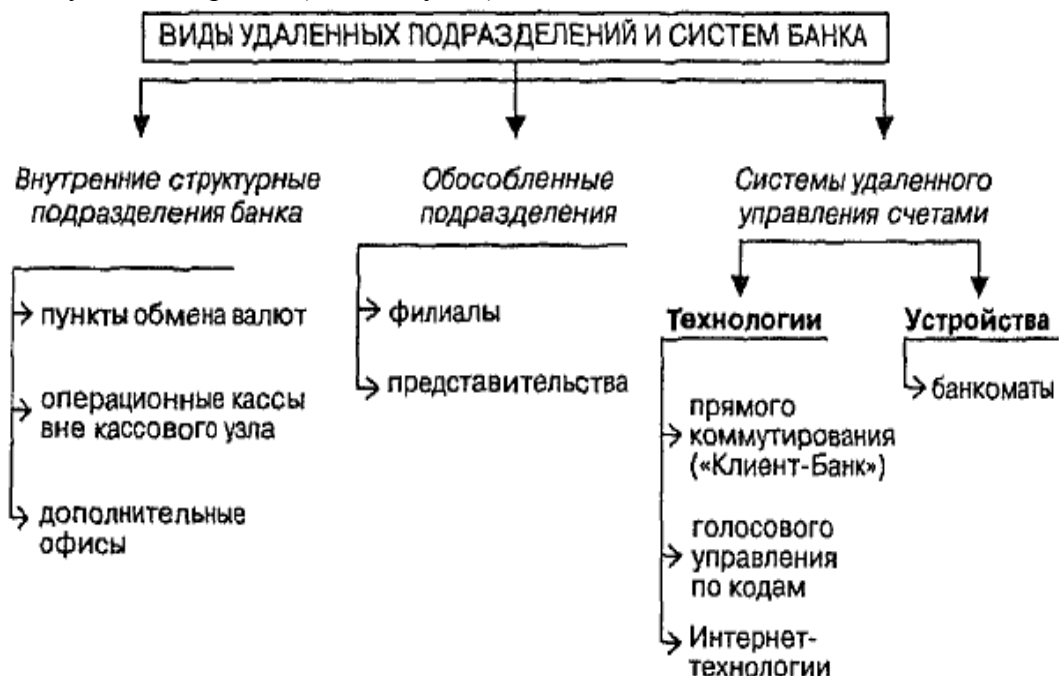 ВИДЫ УДАЛЕННЫХ ПОДРАЗДЕЛЕНИЙ И СИСТЕМ БАНКА
Внутренние структурные
подразделения банка
пункты обмена валют
операционные кассы
вне кассового узла
дополнительные
офисы
Обособленные
подразделения
филиалы
представительства
Системы удаленного
управления счетами
Технологии
прямого
коммутирования
(«Клиент-Банк»)
голосового
управления
по кодам
Интернет-
технологии
Устройства
банкоматы